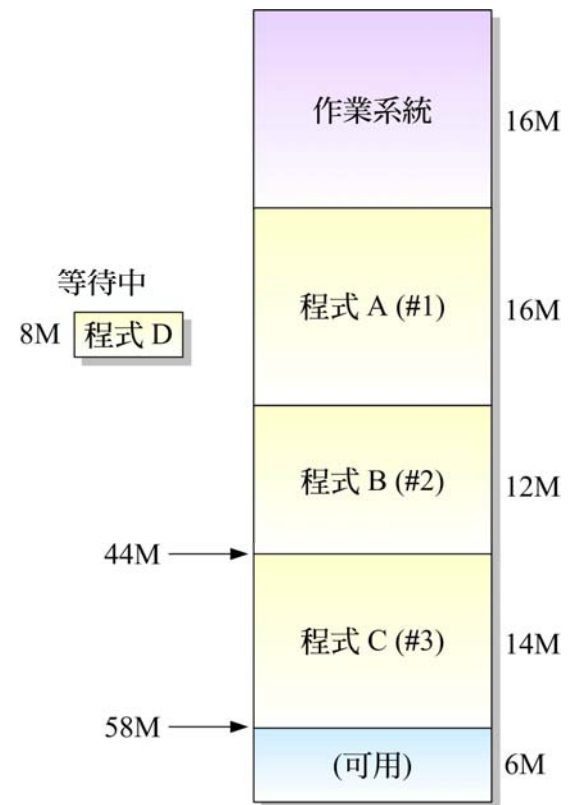 作業系統
16M
等待中
8M
程式 D
程式 A (#1)
16M
程式 B (#2)
12M
44M
程式 C (#3)
14M
58M
(可用)
6M